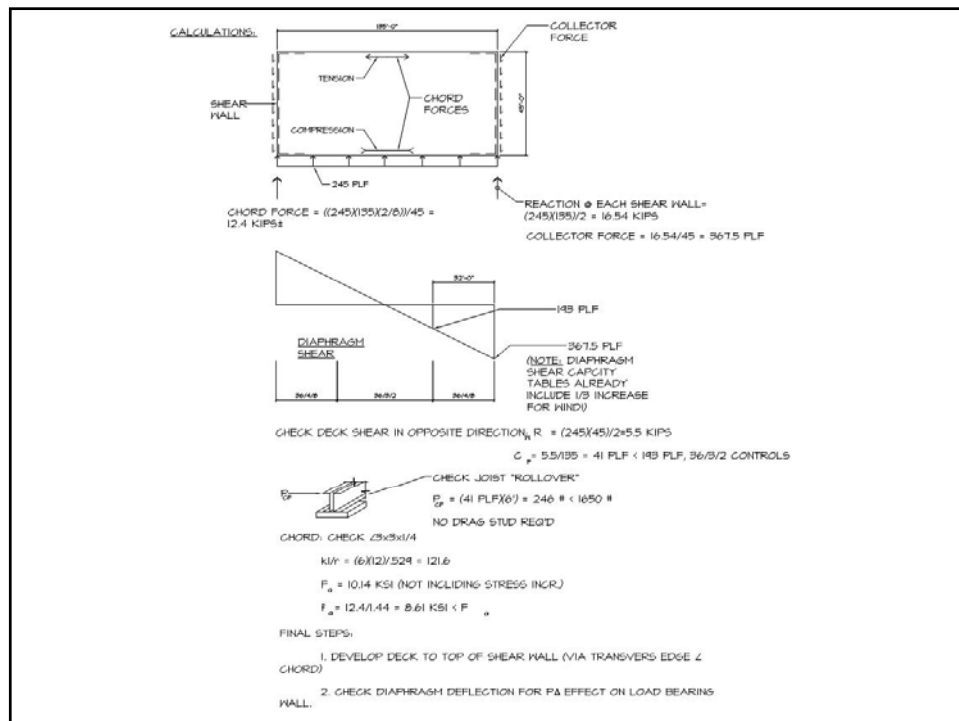 CALCULATIONS:
135'-0"
COLLECTOR
FORCE
TENSION
SHEAR
WALL
CHORD
FORCES
45'-0"
COMPRESSION
245 PLF
CHORD FORCE = ((245)(135)(2/8))/45 =
12.4 KIPS±
REACTION @ EACH SHEAR WALL=
(245)(135)/2 = 16.54 KIPS
COLLECTOR FORCE = 16.54/45 = 367.5 PLF
32'-0"
193 PLF
DIAPHRAGM
SHEAR
367.5 PLF
(NOTE: DIAPHRAGM
SHEAR CAPCITY
TABLES ALREADY
INCLUDE 1/3 INCREASE
FOR WIND!)
36/4/8
36/3/2
36/4/8
CHECK DECK SHEAR IN OPPOSITE DIRECTION, R = (245)(45)/2=5.5 KIPS
C F = 5.5/135 = 41 PLF < 193 PLF, 36/3/2 CONTROLS
CHECK JOIST "ROLLOVER"
P CF
P CF = (41 PLF)(6') = 246 # < 1650 #
NO DRAG STUD REQ'D
CHORD: CHECK ∠3x3x1/4
kl/r = (6)(12)/.529 = 121.6
F a = 10.14 KSI (NOT INCLIDING STRESS INCR.)
f a = 12.4/1.44 = 8.61 KSI < F a
FINAL STEPS:
1. DEVELOP DECK TO TOP OF SHEAR WALL (VIA TRANSVERS EDGE ∠
CHORD)
2. CHECK DIAPHRAGM DEFLECTION FOR PΔ EFFECT ON LOAD BEARING
WALL.